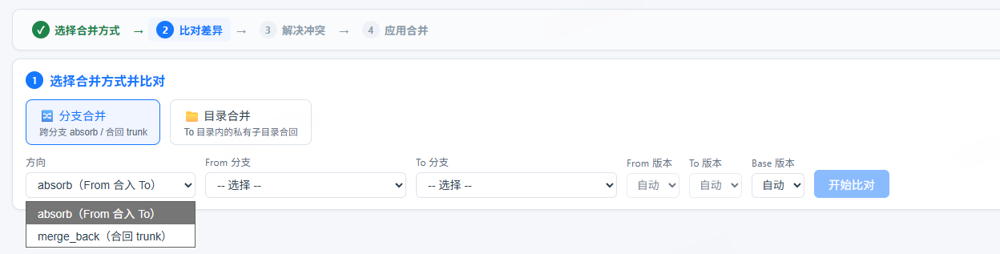 ✓ 选择合并方式 → 2 比对差异 → 3 解决冲突 → 4 应用合并
1 选择合并方式并比对
分支合并 目录合并
跨分支 absorb / 合回 trunk To 目录内的私有子目录合回
方向 From 分支 To 分支 From 版本 To 版本 Base 版本
absorb（From 合入 To） -- 选择 -- -- 选择 -- 自动 自动 自动 开始比对
absorb（From 合入 To）
merge_back（合回 trunk）